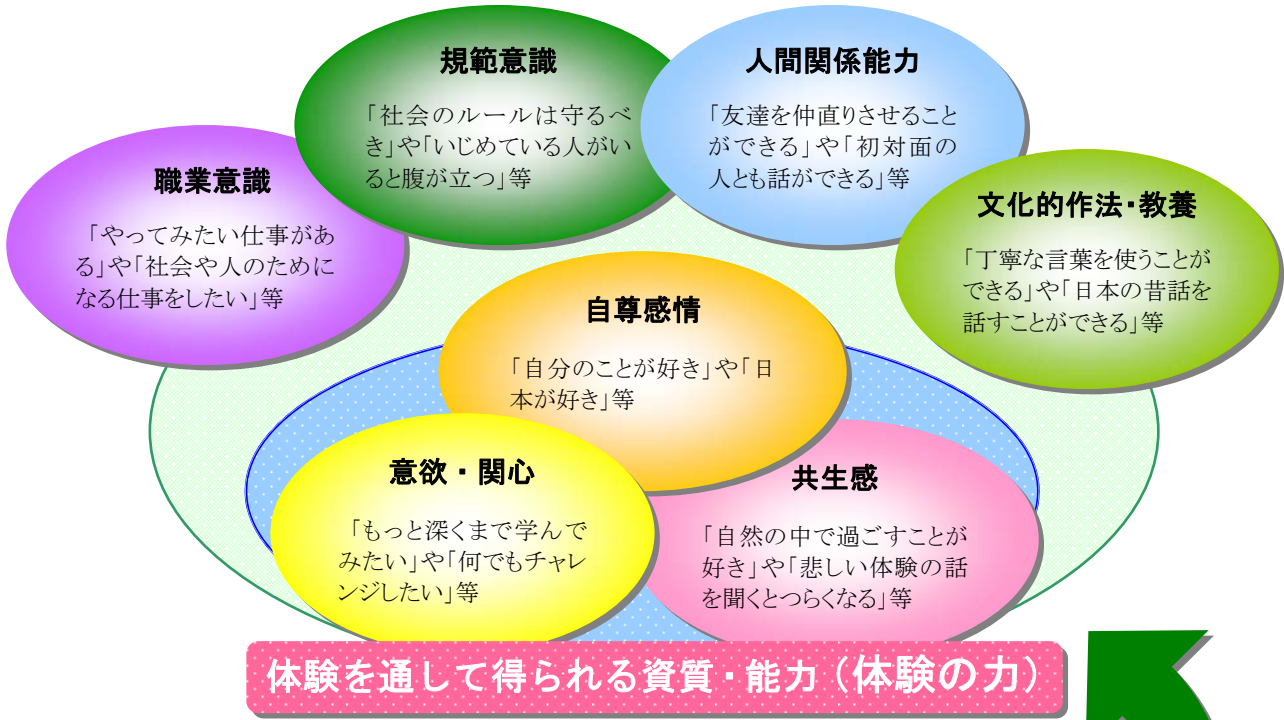 規範意識
「社会のルールは守るべ
き」や「いじめている人がい
ると腹が立つ」等
人間関係能力
「友達を仲直りさせること
ができる」や「初対面の
人とも話ができる」等
職業意識
「やってみたい仕事があ
る」や「社会や人のために
なる仕事をしたい」等
文化的作法・教養
「丁寧な言葉を使うことが
できる」や「日本の昔話を
話すことができる」等
自尊感情
「自分のことが好き」や「日
本が好き」等
意欲・関心
「もっと深くまで学んで
みたい」や「何でもチャレ
ンジしたい」等
共生感
「自然の中で過ごすことが
好き」や「悲しい体験の話
を聞くとつらくなる」等
体験を通して得られる資質・能力（体験の力）